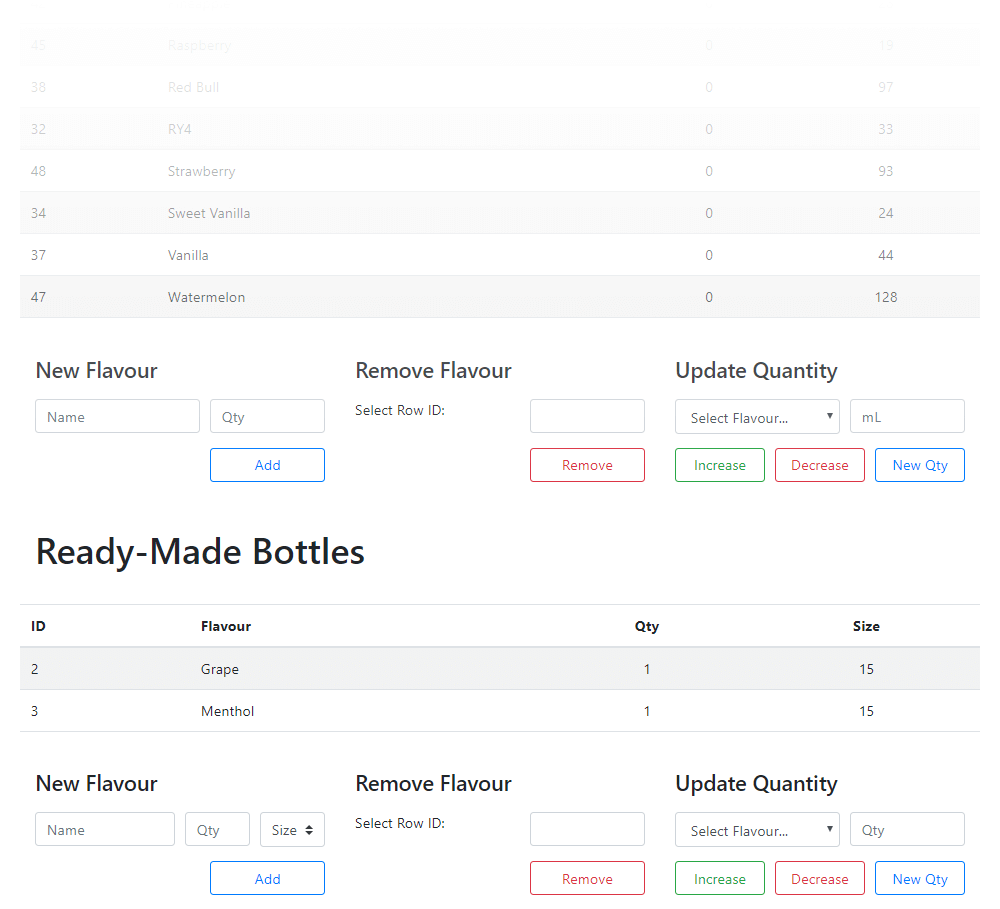 45 Raspberry 0 19
38 Red Bull 0 97
32 RY4 0 33
48 Strawberry 0 93
34 Sweet Vanilla 0 24
37 Vanilla 0 44
47 Watermelon 0 128
New Flavour Remove Flavour Update Quantity
Name Qty Select Row ID: Select Flavour... mL
Add Remove Increase Decrease New Qty
Ready-Made Bottles
ID Flavour Qty Size
2 Grape 1 15
3 Menthol 1 15
New Flavour Remove Flavour Update Quantity
Name Qty Size Select Row ID: Select Flavour... Qty
Add Remove Increase Decrease New Qty